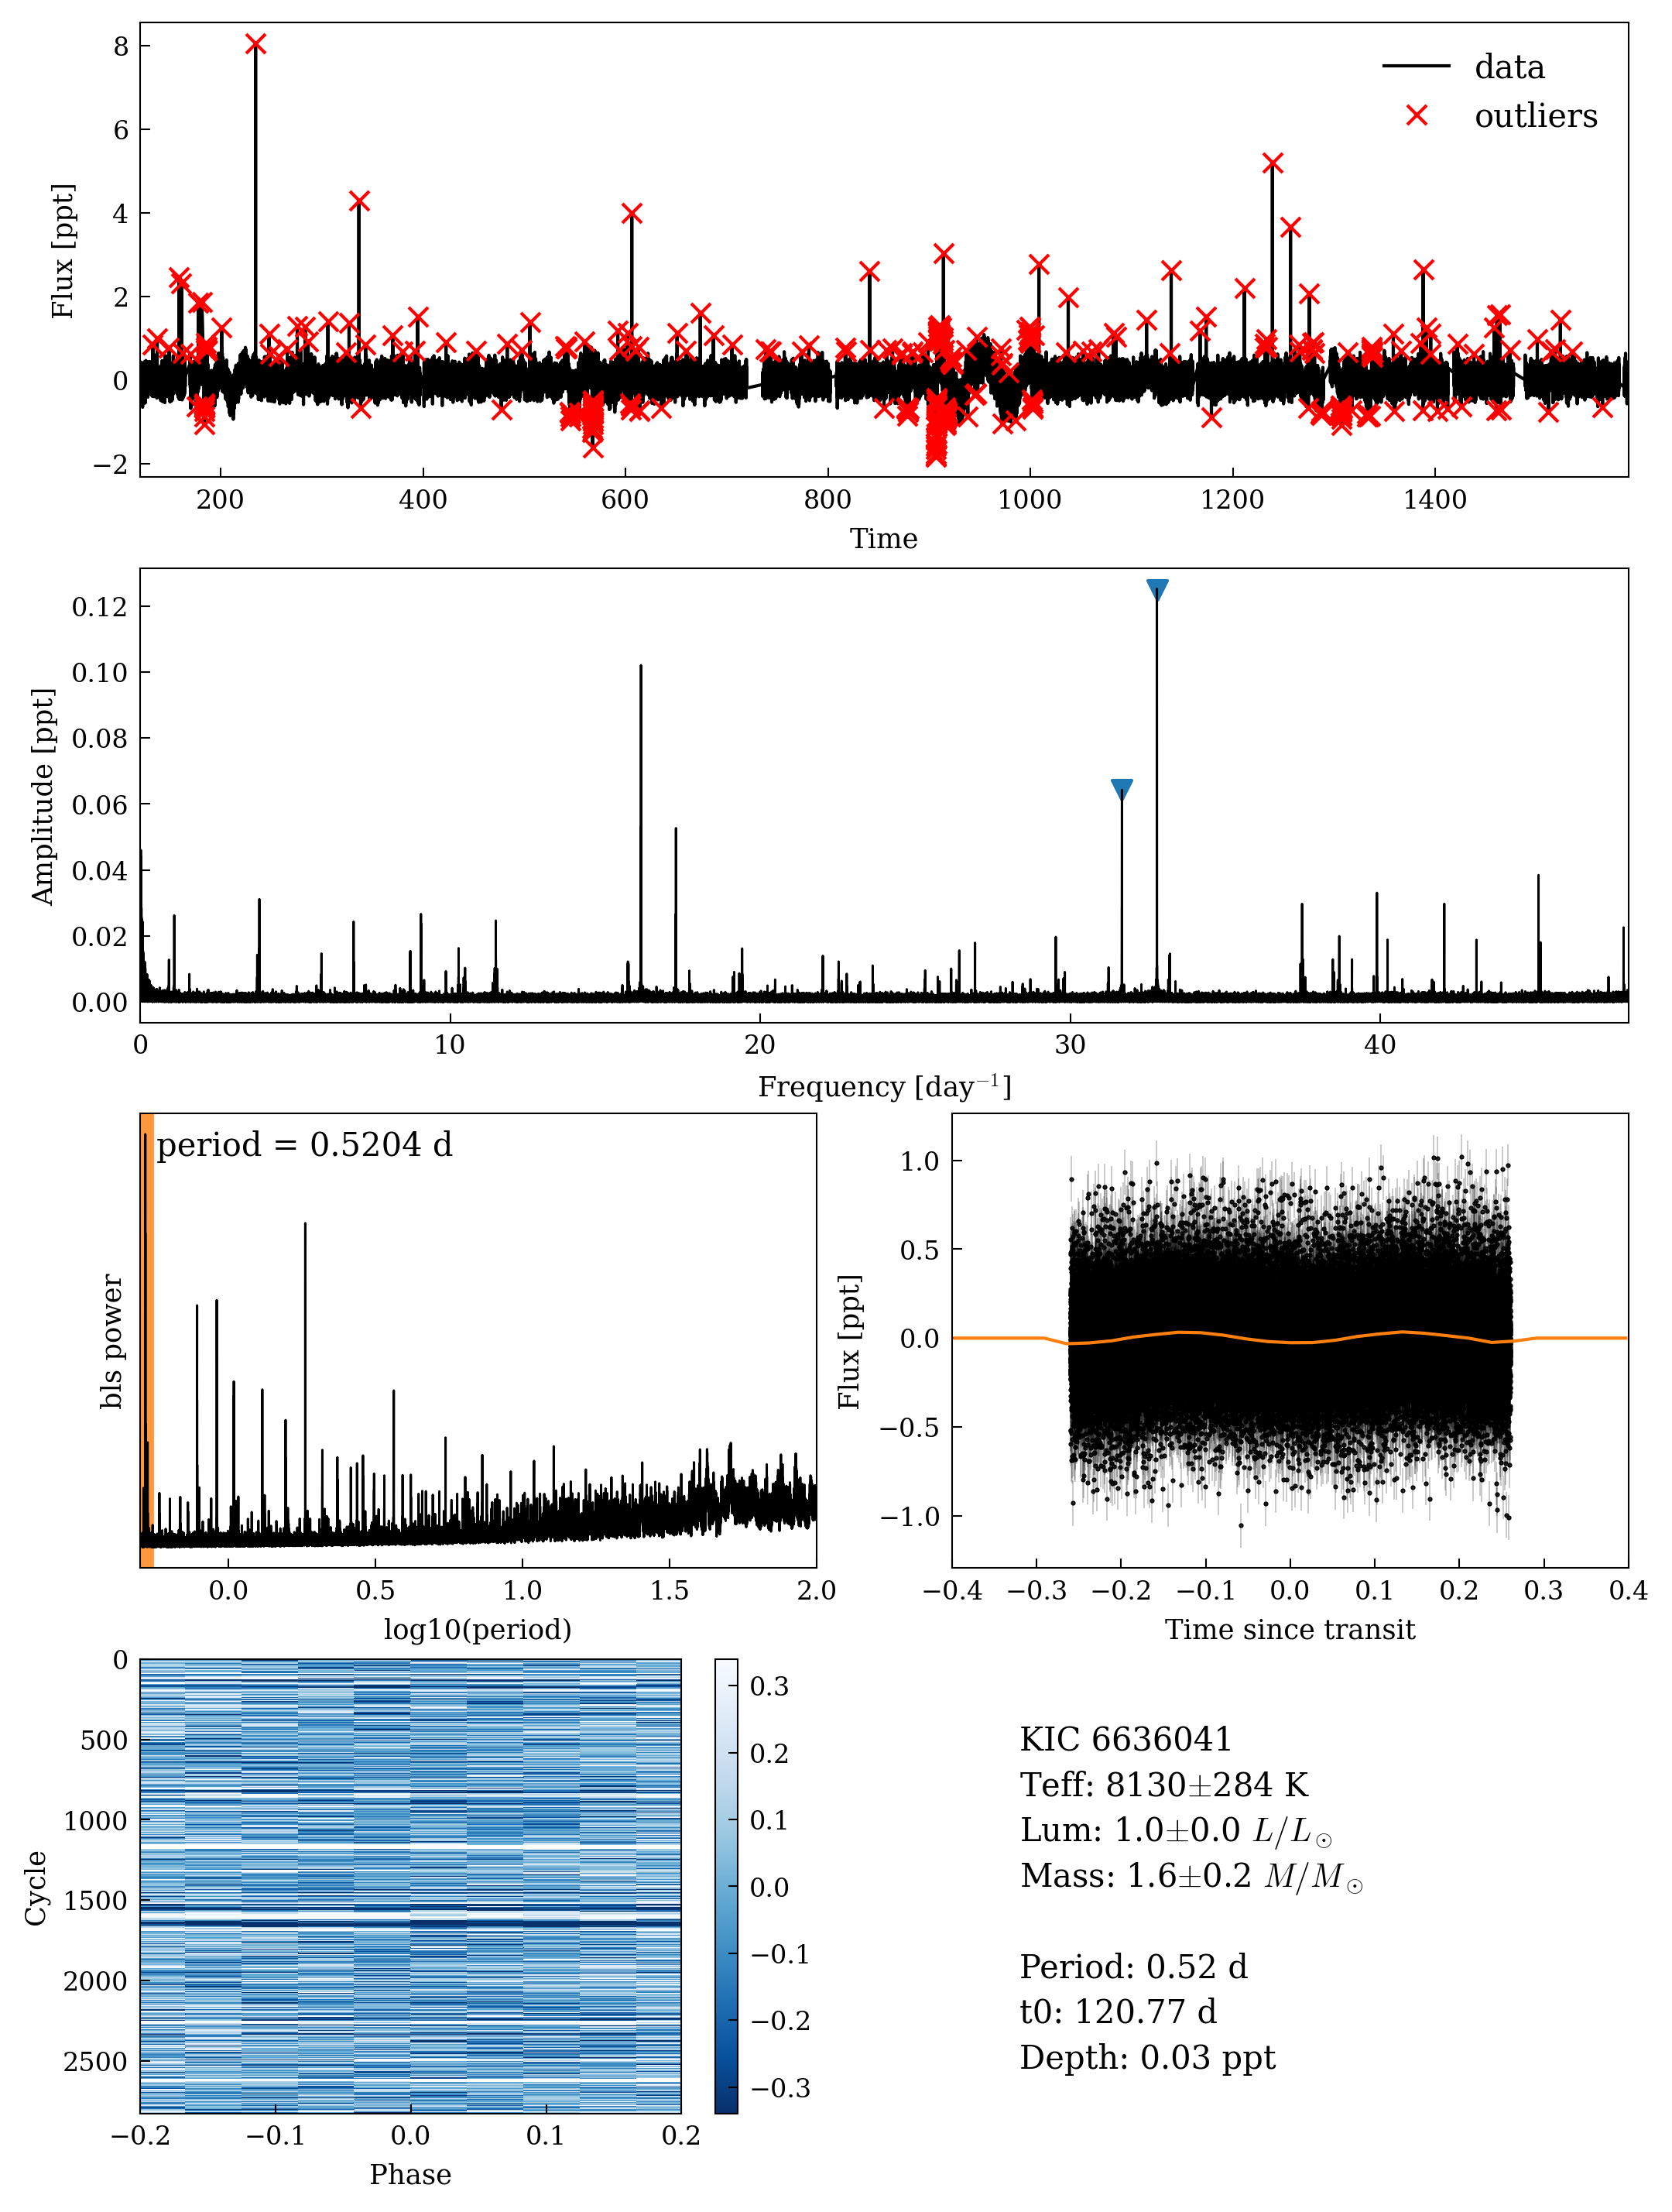 8
6
4
2
0
−2
Flux [ppt]
data
outliers
200 400 600 800 1000 1200 1400
Time
0.12
0.10
0.08
0.06
0.04
0.02
0.00
Amplitude [ppt]
0 10 20 30 40
Frequency [day⁻¹]
period = 0.5204 d
bls power
0.0 0.5 1.0 1.5 2.0
log10(period)
1.0
0.5
0.0
−0.5
−1.0
Flux [ppt]
−0.4 −0.3 −0.2 −0.1 0.0 0.1 0.2 0.3 0.4
Time since transit
0
500
1000
1500
2000
2500
Cycle
−0.2 −0.1 0.0 0.1 0.2
Phase
0.3
0.2
0.1
0.0
−0.1
−0.2
−0.3
KIC 6636041
Teff: 8130±284 K
Lum: 1.0±0.0 L/L☉
Mass: 1.6±0.2 M/M☉
Period: 0.52 d
t0: 120.77 d
Depth: 0.03 ppt